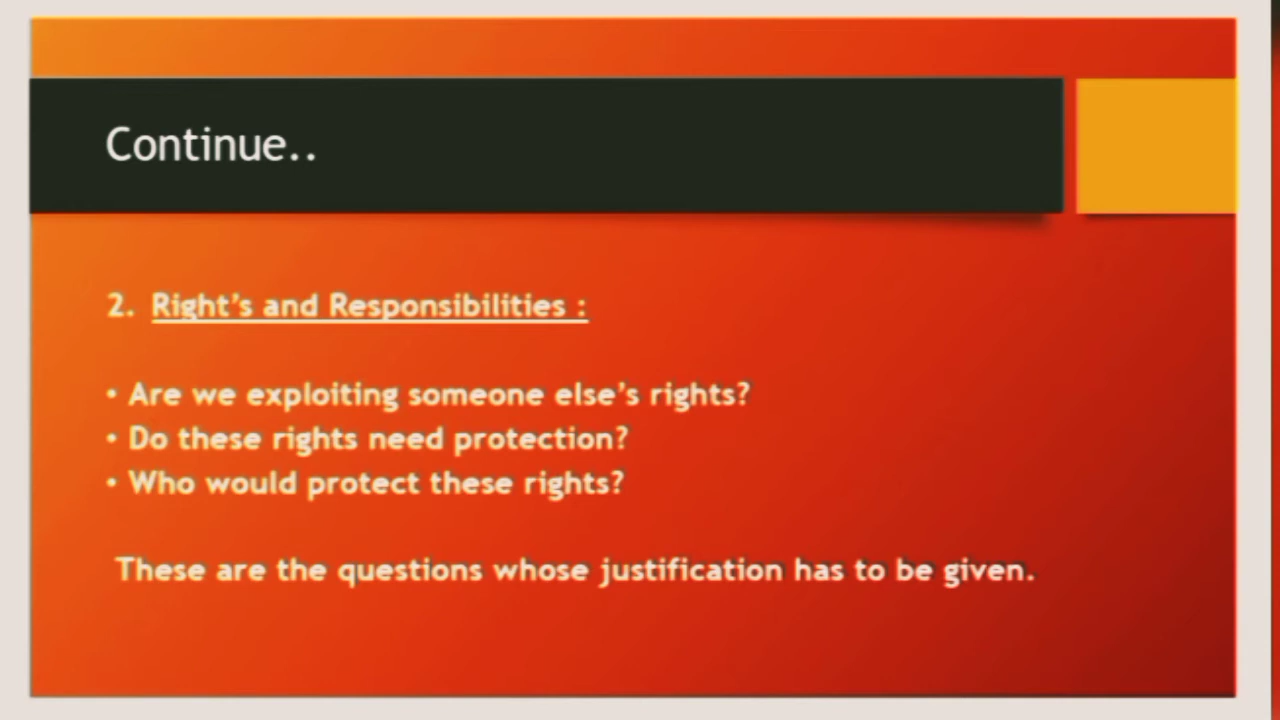 Continue..
2. Right's and Responsibilities :
• Are we exploiting someone else's rights?
• Do these rights need protection?
• Who would protect these rights?
These are the questions whose justification has to be given.